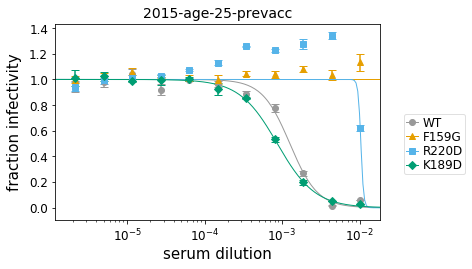 2015-age-25-prevacc
fraction infectivity
1.4
1.2
1.0
0.8
0.6
0.4
0.2
0.0
10⁻⁵
10⁻⁴
10⁻³
10⁻²
serum dilution
WT
F159G
R220D
K189D